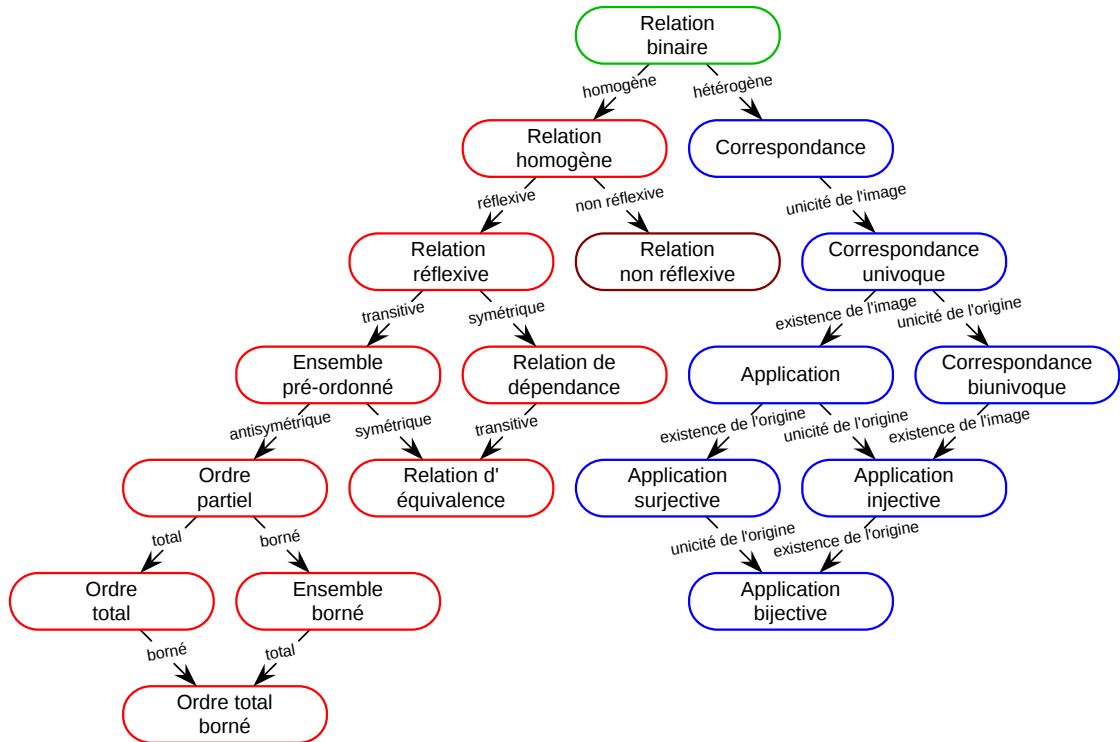 Relation
binaire
homogène
hétérogène
Relation
homogène
Correspondance
réflexive
non réflexive
unicité de l'image
Relation
réflexive
Relation
non réflexive
Correspondance
univoque
transitive
symétrique
existence de l'image
unicité de l'origine
Ensemble
pré-ordonné
Relation de
dépendance
Application
Correspondance
biunivoque
antisymétrique
symétrique
transitive
existence de l'origine
unicité de l'origine
existence de l'image
Ordre
partiel
Relation d'
équivalence
Application
surjective
Application
injective
total
borné
unicité de l'origine
existence de l'origine
Ordre
total
Ensemble
borné
Application
bijective
borné
total
Ordre total
borné